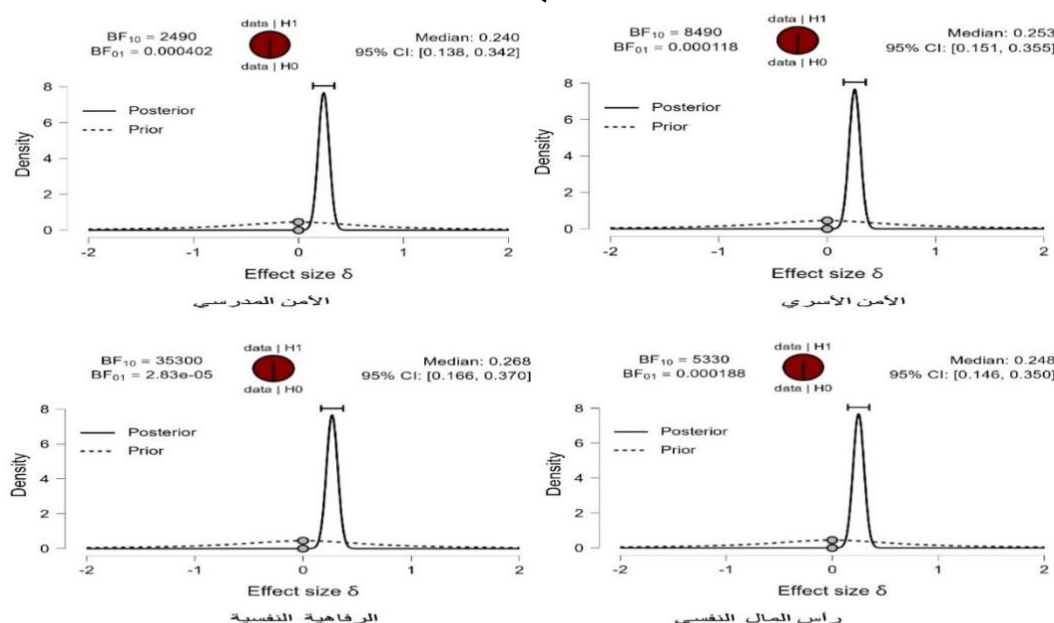 data | H1
BF₁₀ = 2490
BF₀₁ = 0.000402
data | H0
Median: 0.240
95% CI: [0.138, 0.342]
8
6
4
2
0
Density
Posterior
Prior
-2 -1 0 1 2
Effect size δ
الأمن المدرسي
data | H1
BF₁₀ = 8490
BF₀₁ = 0.000118
data | H0
Median: 0.253
95% CI: [0.151, 0.355]
8
6
4
2
0
Density
Posterior
Prior
-2 -1 0 1 2
Effect size δ
الأمن الأسري
data | H1
BF₁₀ = 35300
BF₀₁ = 2.83e-05
data | H0
Median: 0.268
95% CI: [0.166, 0.370]
8
6
4
2
0
Density
Posterior
Prior
-2 -1 0 1 2
Effect size δ
الرفاهية النفسية
data | H1
BF₁₀ = 5330
BF₀₁ = 0.000188
data | H0
Median: 0.248
95% CI: [0.146, 0.350]
8
6
4
2
0
Density
Posterior
Prior
-2 -1 0 1 2
Effect size δ
رأس المال النفسي